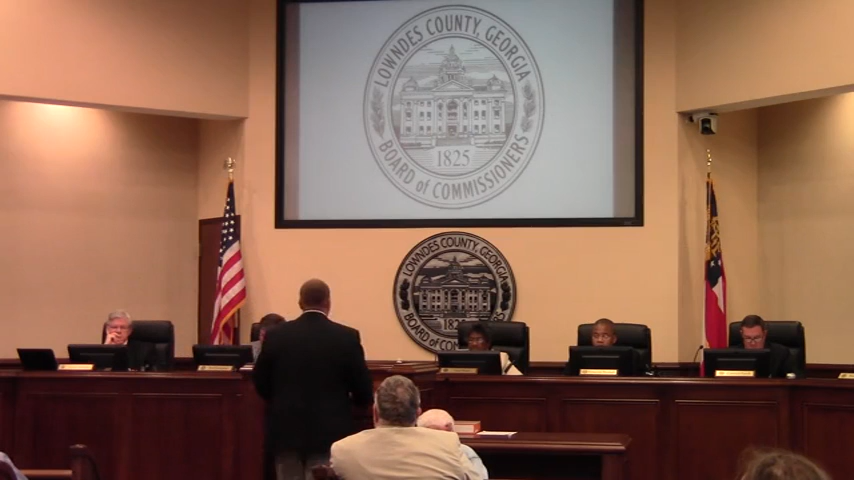 LOWNDES COUNTY, GEORGIA
1825
BOARD of COMMISSIONERS
LOWNDES COUNTY, GEORGIA
BOARD of COMMISSIONERS